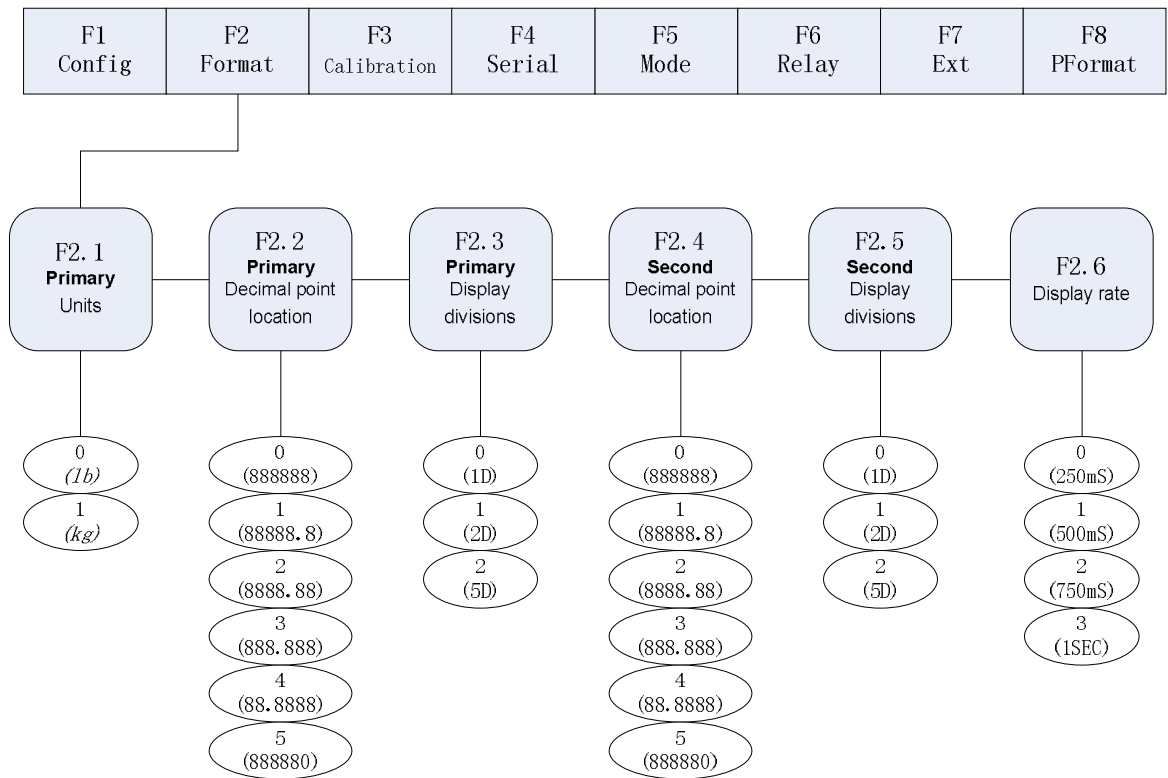 F1
Config
F2
Format
F3
Calibration
F4
Serial
F5
Mode
F6
Relay
F7
Ext
F8
PFormat
F2.1
Primary
Units
F2.2
Primary
Decimal point
location
F2.3
Primary
Display
divisions
F2.4
Second
Decimal point
location
F2.5
Second
Display
divisions
F2.6
Display rate
0
(lb)
1
(kg)
0
(888888)
1
(88888.8)
2
(8888.88)
3
(888.888)
4
(88.8888)
5
(888880)
0
(1D)
1
(2D)
2
(5D)
0
(888888)
1
(88888.8)
2
(8888.88)
3
(888.888)
4
(88.8888)
5
(888880)
0
(1D)
1
(2D)
2
(5D)
0
(250mS)
1
(500mS)
2
(750mS)
3
(1SEC)